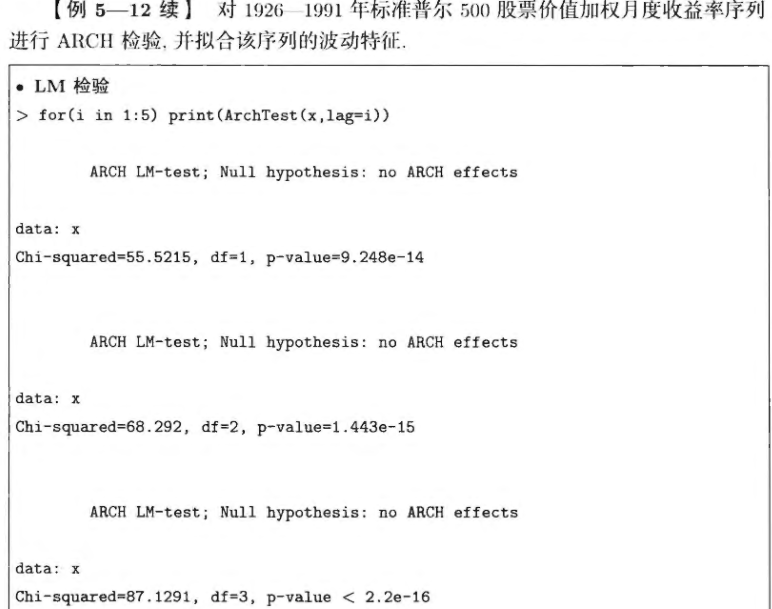 【例 5—12 续】 对 1926—1991 年标准普尔 500 股票价值加权月度收益率序列
进行 ARCH 检验, 并拟合该序列的波动特征.
• LM 检验
> for(i in 1:5) print(ArchTest(x,lag=i))
ARCH LM-test; Null hypothesis: no ARCH effects
data: x
Chi-squared=55.5215, df=1, p-value=9.248e-14
ARCH LM-test; Null hypothesis: no ARCH effects
data: x
Chi-squared=68.292, df=2, p-value=1.443e-15
ARCH LM-test; Null hypothesis: no ARCH effects
data: x
Chi-squared=87.1291, df=3, p-value < 2.2e-16